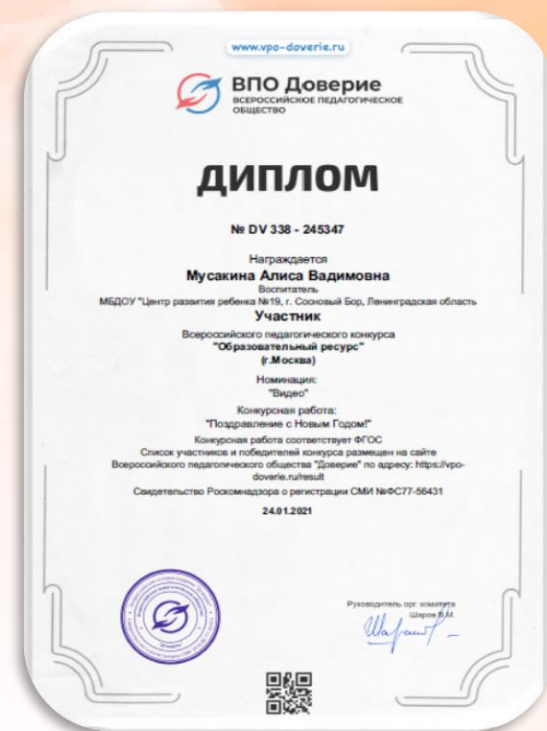 www.vpo-doverie.ru
ВПО Доверие
ВСЕРОССИЙСКОЕ ПЕДАГОГИЧЕСКОЕ
ОБЩЕСТВО
ДИПЛОМ
№ DV 338 - 245347
Награждается
Мусакина Алиса Вадимовна
Воспитатель
МБДОУ "Центр развития ребенка №19, г. Сосновый Бор, Ленинградская область
Участник
Всероссийского педагогического конкурса
"Образовательный ресурс"
(г.Москва)
Номинация:
"Видео"
Конкурсная работа:
"Поздравление с Новым Годом!"
Конкурсная работа соответствует ФГОС
Список участников и победителей конкурса размещен на сайте
Всероссийского педагогического общества "Доверие" по адресу: https://vpo-
doverie.ru/result
Свидетельство Роскомнадзора о регистрации СМИ №ФС77-56431
24.01.2021
Руководитель орг. комитета
Шаров В.М.